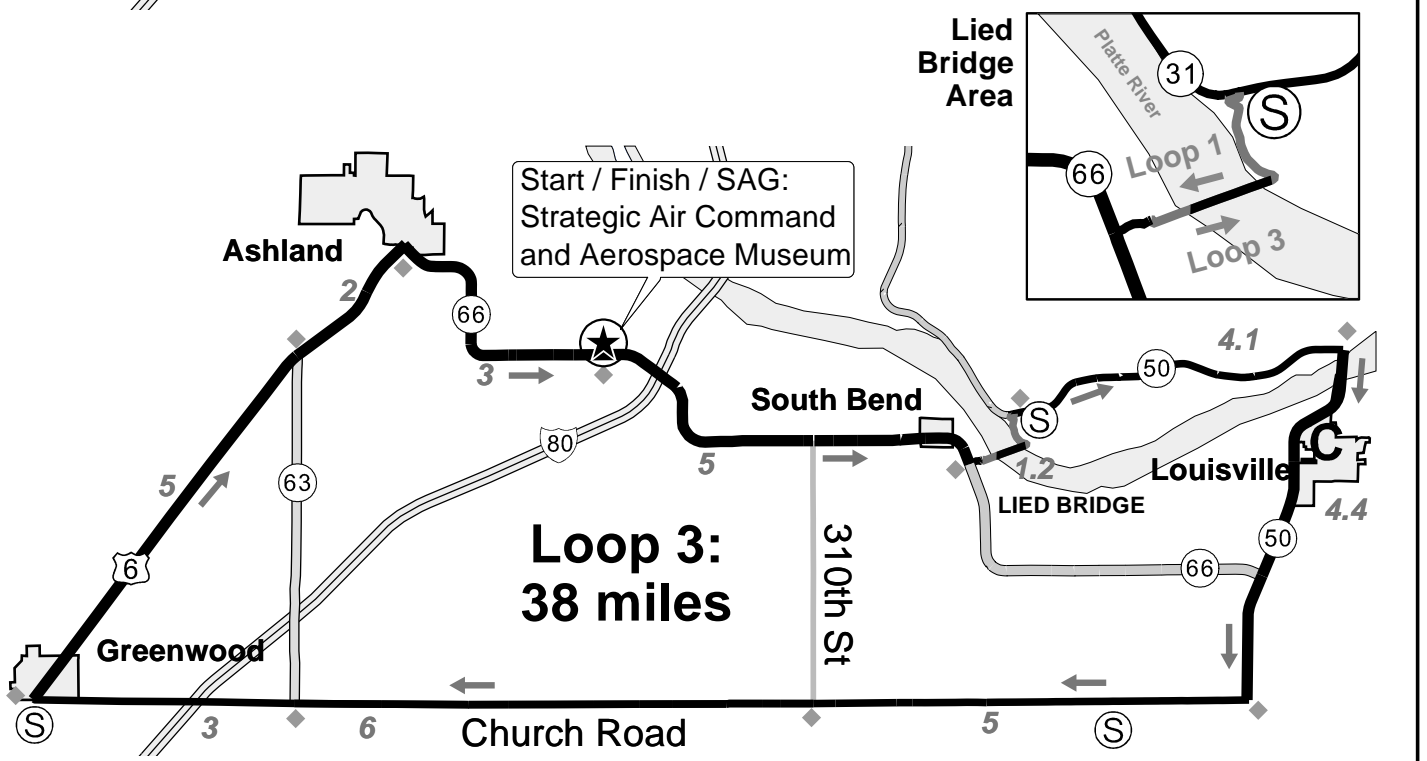 Lied
Bridge
Area
Platte River
31
S
Loop 1
66
Loop 3
Start / Finish / SAG:
Strategic Air Command
and Aerospace Museum
Ashland
2
66
3
4.1
50
South Bend
S
80
5
1.2
Louisville
C
LIED BRIDGE
4.4
63
5
50
Loop 3:
38 miles
310th St
66
6
Greenwood
S
3
6
Church Road
5
S